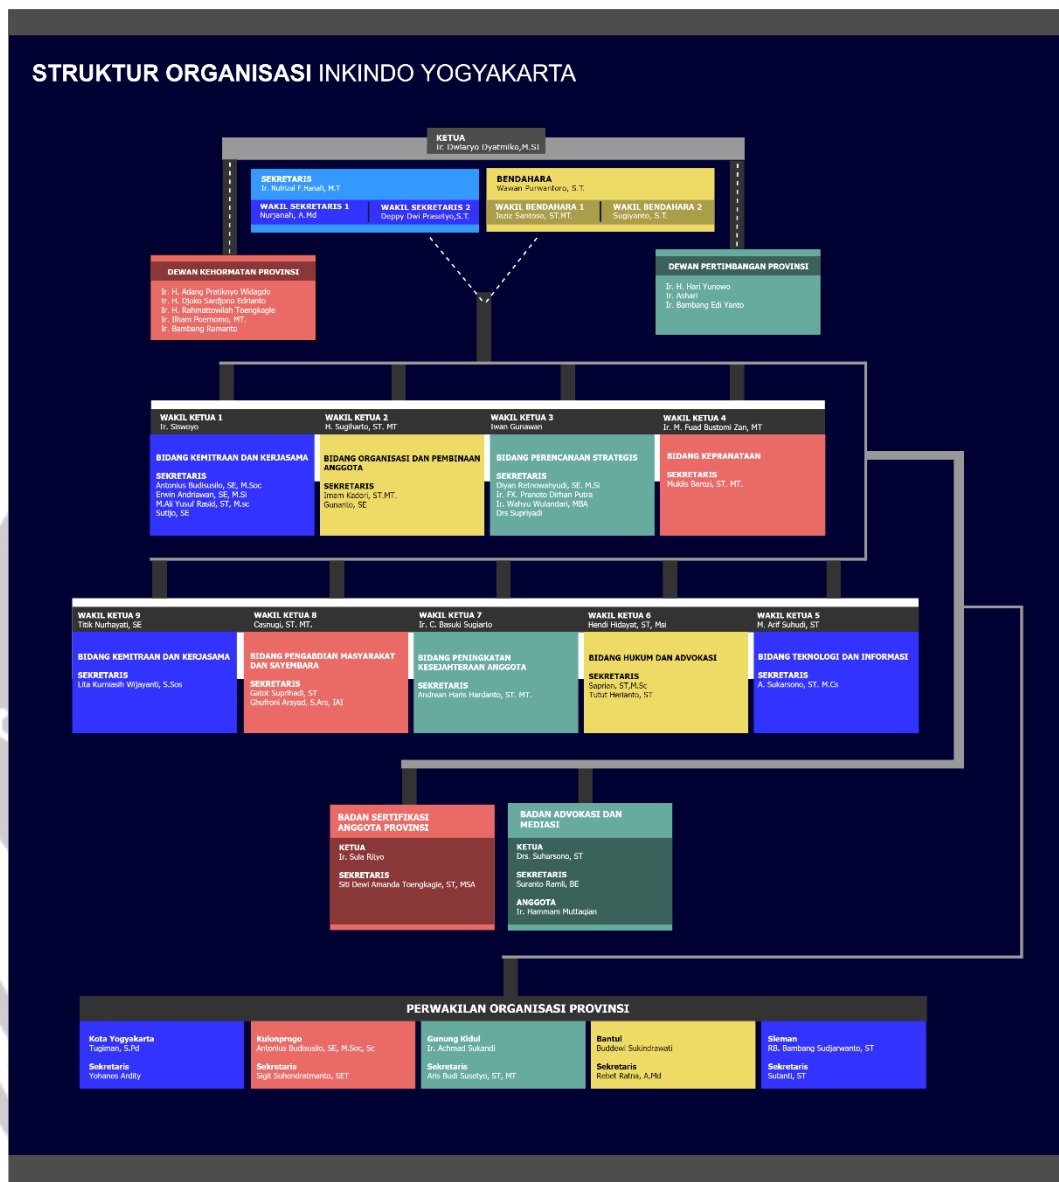 STRUKTUR ORGANISASI INKINDO YOGYAKARTA
KETUA
Ir. Dwiaryo Dyatmiko,M.SI
SEKRETARIS
Ir. Nufrizal F.Hanafi, M.T
WAKIL SEKRETARIS 1
Nurjanah, A.Md
WAKIL SEKRETARIS 2
Deppy Dwi Prasetyo,S.T.
BENDAHARA
Wawan Purwantoro, S.T.
WAKIL BENDAHARA 1
Jaziz Santoso, ST.MT.
WAKIL BENDAHARA 2
Sugiyanto, S.T.
DEWAN KEHORMATAN PROVINSI
Ir. H. Adang Pratiknyo Widagdo
Ir. H. Djoko Sardjono Edrianto
Ir. H. Rahmattowilah Toengkagie
Ir. Ilham Poernomo, MT.
Ir. Bambang Ramanto
DEWAN PERTIMBANGAN PROVINSI
Ir. H. Hari Yunowo
Ir. Ashari
Ir. Bambang Edi Yanto
WAKIL KETUA 1
Ir. Siswoyo
BIDANG KEMITRAAN DAN KERJASAMA
SEKRETARIS
Antonius Budisusilo, SE, M.Soc
Erwin Andriawan, SE, M.Si
M.Ali Yusuf Rasid, ST, M.sc
Sutijo, SE
WAKIL KETUA 2
H. Sugiharto, ST. MT
BIDANG ORGANISASI DAN PEMBINAAN
ANGGOTA
SEKRETARIS
Imam Kadori, ST.MT.
Gunanto, SE
WAKIL KETUA 3
Iwan Gunawan
BIDANG PERENCANAAN STRATEGIS
SEKRETARIS
Diyan Retnowahyudi, SE. M.Si
Ir. FX. Pranoto Dirhan Putra
Ir. Wahyu Wulandari, MBA
Drs Supriyadi
WAKIL KETUA 4
Ir. M. Fuad Bustomi Zan, MT
BIDANG KEPRANATAAN
SEKRETARIS
Muklis Barozi, ST. MT.
WAKIL KETUA 9
Titik Nurhayati, SE
BIDANG KEMITRAAN DAN KERJASAMA
SEKRETARIS
Lita Kurniasih Wijayanti, S.Sos
WAKIL KETUA 8
Casnugi, ST. MT.
BIDANG PENGABDIAN MASYARAKAT
DAN SAYEMBARA
SEKRETARIS
Gatot Suprihadi, ST
Ghufroni Arsyad, S.Ars, IAI
WAKIL KETUA 7
Ir. C. Basuki Sugiarto
BIDANG PENINGKATAN
KESEJAHTERAAN ANGGOTA
SEKRETARIS
Andrean Haris Hardanto, ST. MT.
WAKIL KETUA 6
Hendi Hidayat, ST, Msi
BIDANG HUKUM DAN ADVOKASI
SEKRETARIS
Saprian, ST,M.Sc
Tutut Herianto, ST
WAKIL KETUA 5
M. Arif Suhudi, ST
BIDANG TEKNOLOGI DAN INFORMASI
SEKRETARIS
A. Sukarsono, ST. M.Cs
BADAN SERTIFIKASI
ANGGOTA PROVINSI
KETUA
Ir. Sula Rityo
SEKRETARIS
Siti Dewi Amanda Toengkagie, ST, MSA
BADAN ADVOKASI DAN
MEDIASI
KETUA
Drs. Suharsono, ST
SEKRETARIS
Suranto Ramli, BE
ANGGOTA
Ir. Hammam Muttaqian
PERWAKILAN ORGANISASI PROVINSI
Kota Yogyakarta
Tugiman, S.Pd
Sekretaris
Yohanes Ardity
Kulonprogo
Antonius Budisusilo, SE, M.Soc, Sc
Sekretaris
Sigit Suhendratmanto, SET
Gunung Kidul
Ir. Achmad Sukandi
Sekretaris
Aris Budi Susetyo, ST, MT
Bantul
Buddewi Sukindrawati
Sekretaris
Rebet Ratna, A.Md
Sleman
RB. Bambang Sudjarwanto, ST
Sekretaris
Sutanti, ST